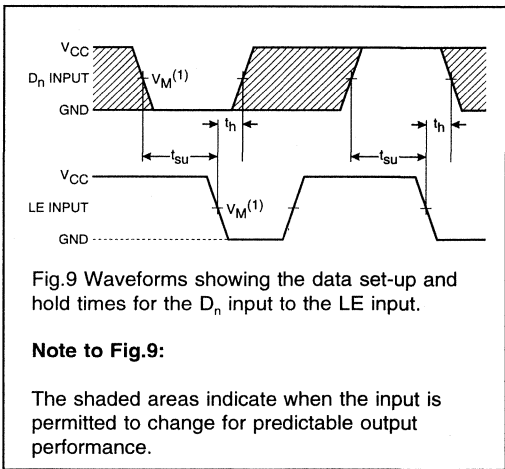 VCC
Dn INPUT
VM(1)
GND
th
th
tsu
tsu
VCC
LE INPUT
VM(1)
GND
Fig.9 Waveforms showing the data set-up and
hold times for the Dn input to the LE input.
Note to Fig.9:
The shaded areas indicate when the input is
permitted to change for predictable output
performance.